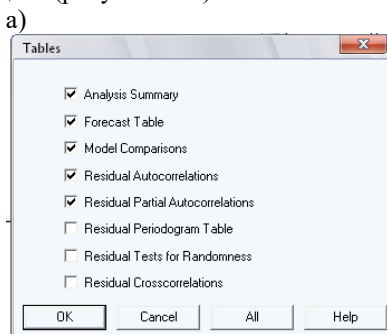 a)
Tables
Analysis Summary
Forecast Table
Model Comparisons
Residual Autocorrelations
Residual Partial Autocorrelations
Residual Periodogram Table
Residual Tests for Randomness
Residual Crosscorrelations
OK Cancel All Help